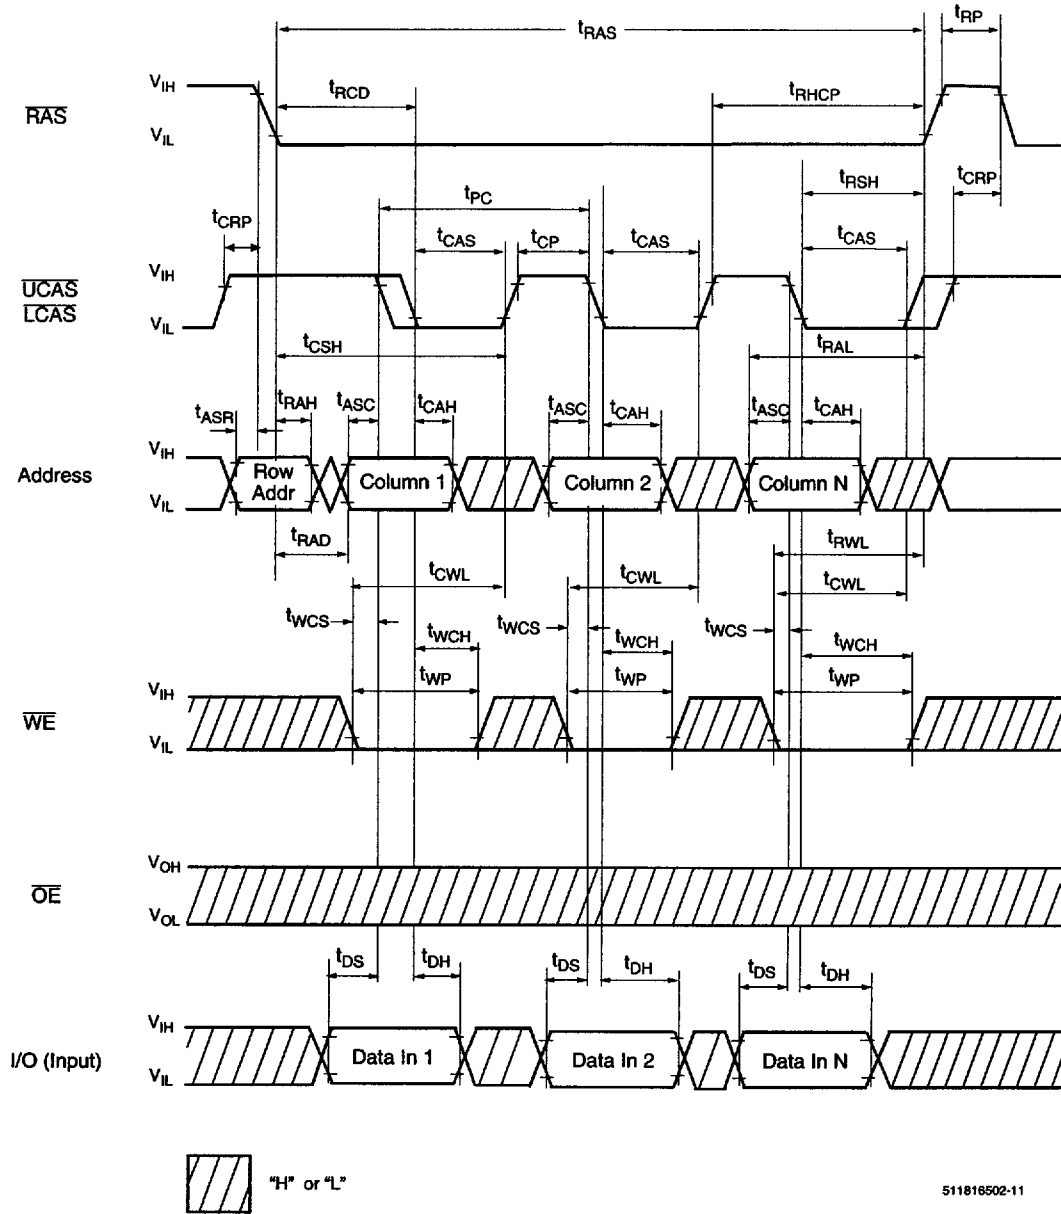 tRAS
tRP
RAS
VIH
VIL
tRCD
tRHCP
tRSH
tCRP
tPC
tCRP
tCAS
tCP
tCAS
tCAS
UCAS
LCAS
VIH
VIL
tCSH
tRAL
tASR
tRAH
tASC
tCAH
tASC
tCAH
tASC
tCAH
Address
VIH
VIL
Row
Addr
Column 1
Column 2
Column N
tRAD
tRWL
tCWL
tCWL
tCWL
tWCS
tWCH
tWCS
tWCH
tWCS
tWCH
tWP
tWP
tWP
WE
VIH
VIL
OE
VOH
VOL
tDS
tDH
tDS
tDH
tDS
tDH
I/O (Input)
VIH
VIL
Data In 1
Data In 2
Data In N
"H" or "L"
511816502-11